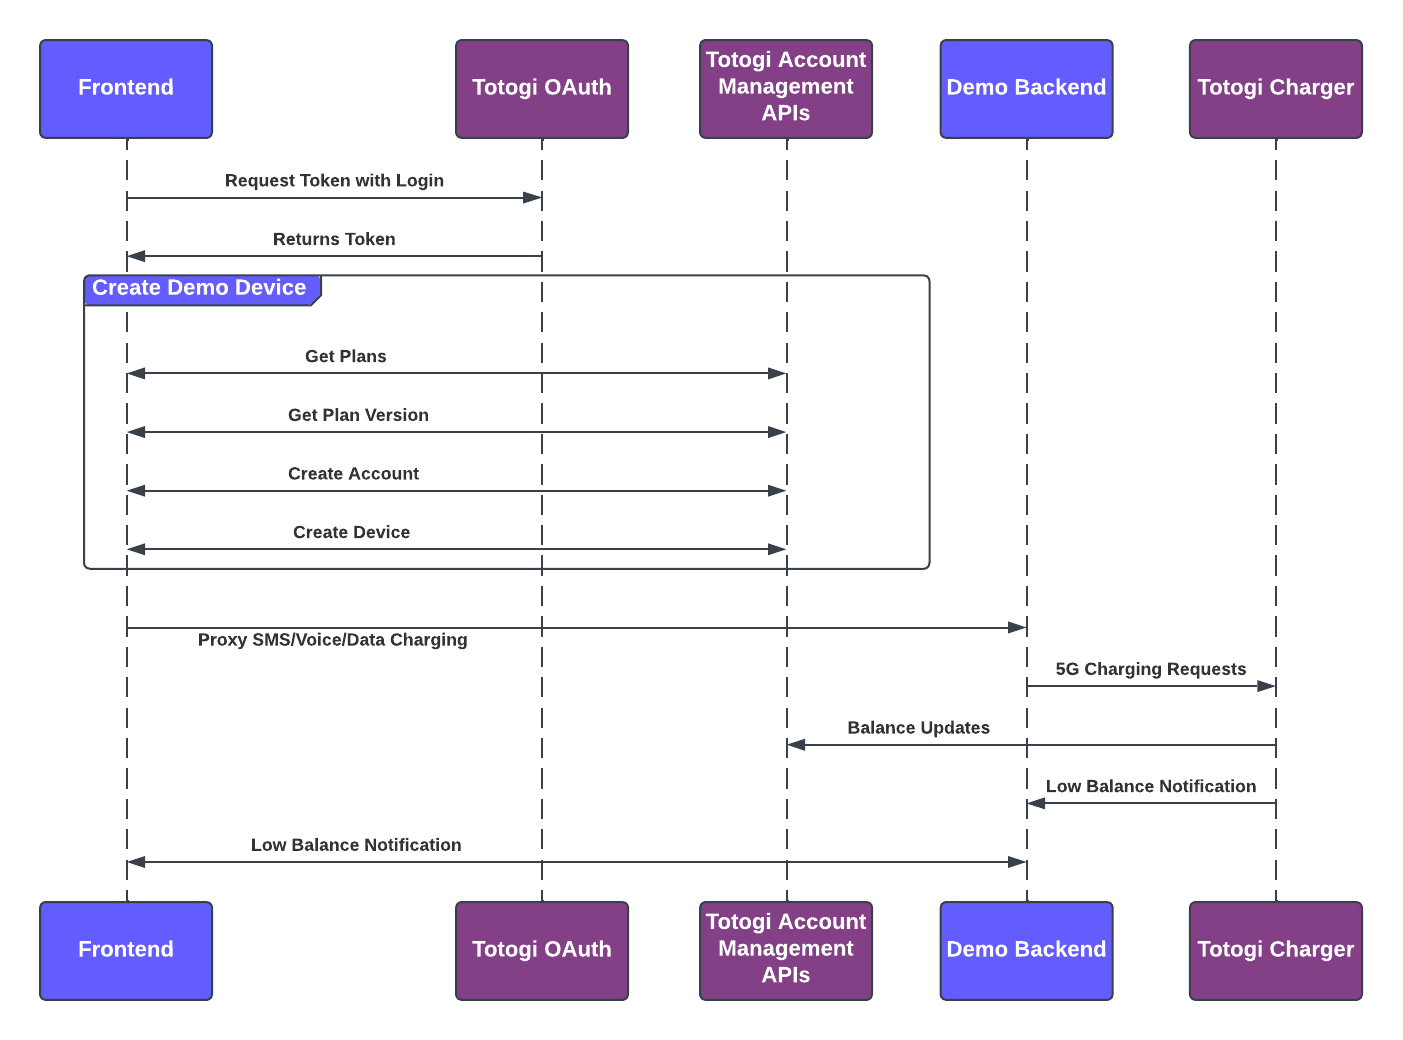 Frontend
Totogi OAuth
Totogi Account
Management
APIs
Demo Backend
Totogi Charger
Request Token with Login
Returns Token
Create Demo Device
Get Plans
Get Plan Version
Create Account
Create Device
Proxy SMS/Voice/Data Charging
5G Charging Requests
Balance Updates
Low Balance Notification
Low Balance Notification
Frontend
Totogi OAuth
Totogi Account
Management
APIs
Demo Backend
Totogi Charger